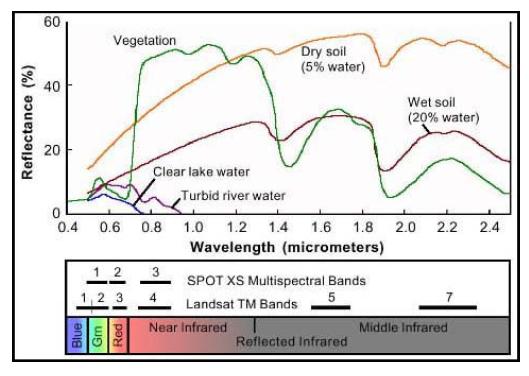 60
40
20
0
Reflectance (%)
Vegetation
Dry soil
(5% water)
Wet soil
(20% water)
Clear lake water
Turbid river water
0.4 0.6 0.8 1.0 1.2 1.4 1.6 1.8 2.0 2.2 2.4
Wavelength (micrometers)
1 2 3 SPOT XS Multispectral Bands
1 2 3 4 Landsat TM Bands 5 7
Blue
Grn
Red
Near Infrared
Middle Infrared
Reflected Infrared